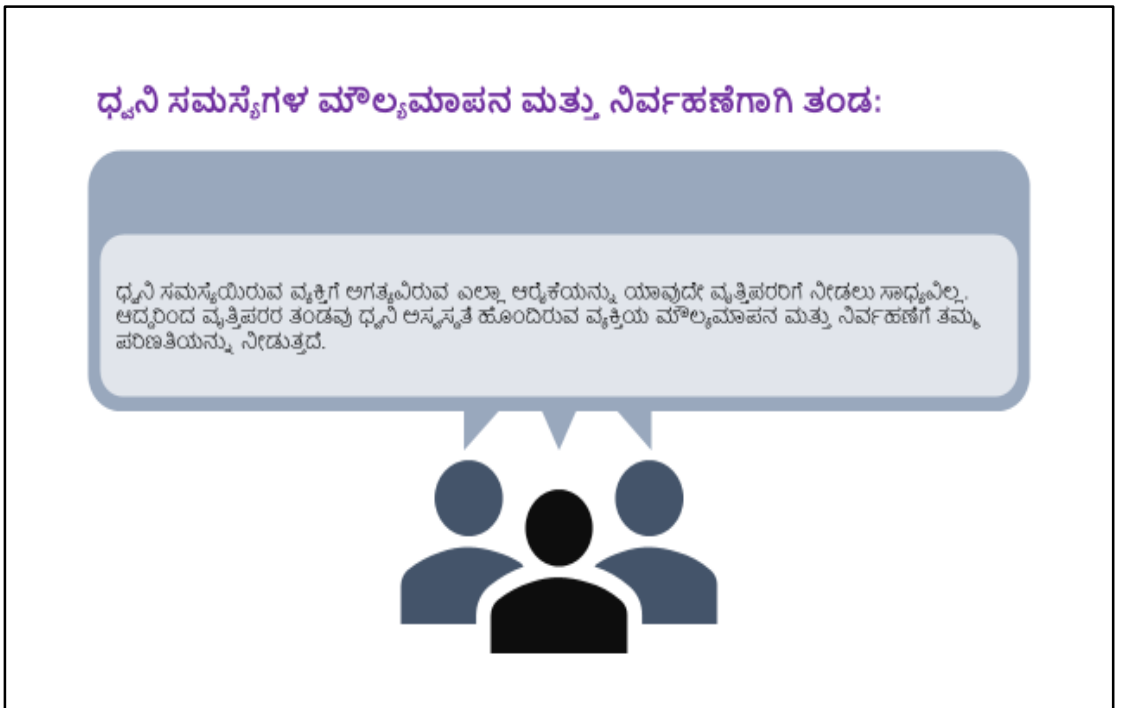 ಧ್ವನಿ ಸಮಸ್ಯೆಗಳ ಮೌಲ್ಯಮಾಪನ ಮತ್ತು ನಿರ್ವಹಣೆಗಾಗಿ ತಂಡ:
ಧ್ವನಿ ಸಮಸ್ಯೆಯಿರುವ ವ್ಯಕ್ತಿಗೆ ಅಗತ್ಯವಿರುವ ಎಲ್ಲಾ ಆರೈಕೆಯನ್ನು ಯಾವುದೇ ವೃತ್ತಿಪರರಿಗೆ ನೀಡಲು ಸಾಧ್ಯವಿಲ್ಲ.
ಆದ್ದರಿಂದ ವೃತ್ತಿಪರರ ತಂಡವು ಧ್ವನಿ ಅಸ್ವಸ್ಥತೆ ಹೊಂದಿರುವ ವ್ಯಕ್ತಿಯ ಮೌಲ್ಯಮಾಪನ ಮತ್ತು ನಿರ್ವಹಣೆಗೆ ತಮ್ಮ
ಪರಿಣತಿಯನ್ನು ನೀಡುತ್ತದೆ.